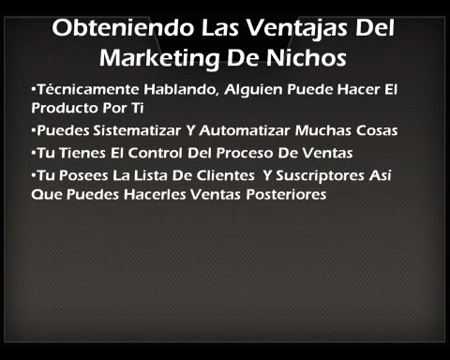 Obteniendo Las Ventajas Del
Marketing De Nichos
•Técnicamente Hablando, Alguien Puede Hacer El
Producto Por Ti
•Puedes Sistematizar Y Automatizar Muchas Cosas
•Tu Tienes El Control Del Proceso De Ventas
•Tu Posees La Lista De Clientes Y Suscriptores Así
Que Puedes Hacerles Ventas Posteriores